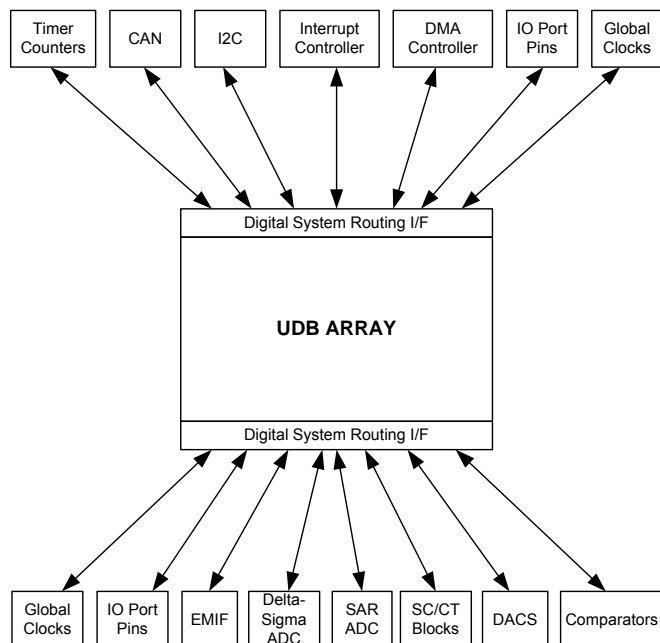 Timer
Counters
CAN
I2C
Interrupt
Controller
DMA
Controller
IO Port
Pins
Global
Clocks
Digital System Routing I/F
UDB ARRAY
Digital System Routing I/F
Global
Clocks
IO Port
Pins
EMIF
Delta-
Sigma
ADC
SAR
ADC
SC/CT
Blocks
DACS
Comparators